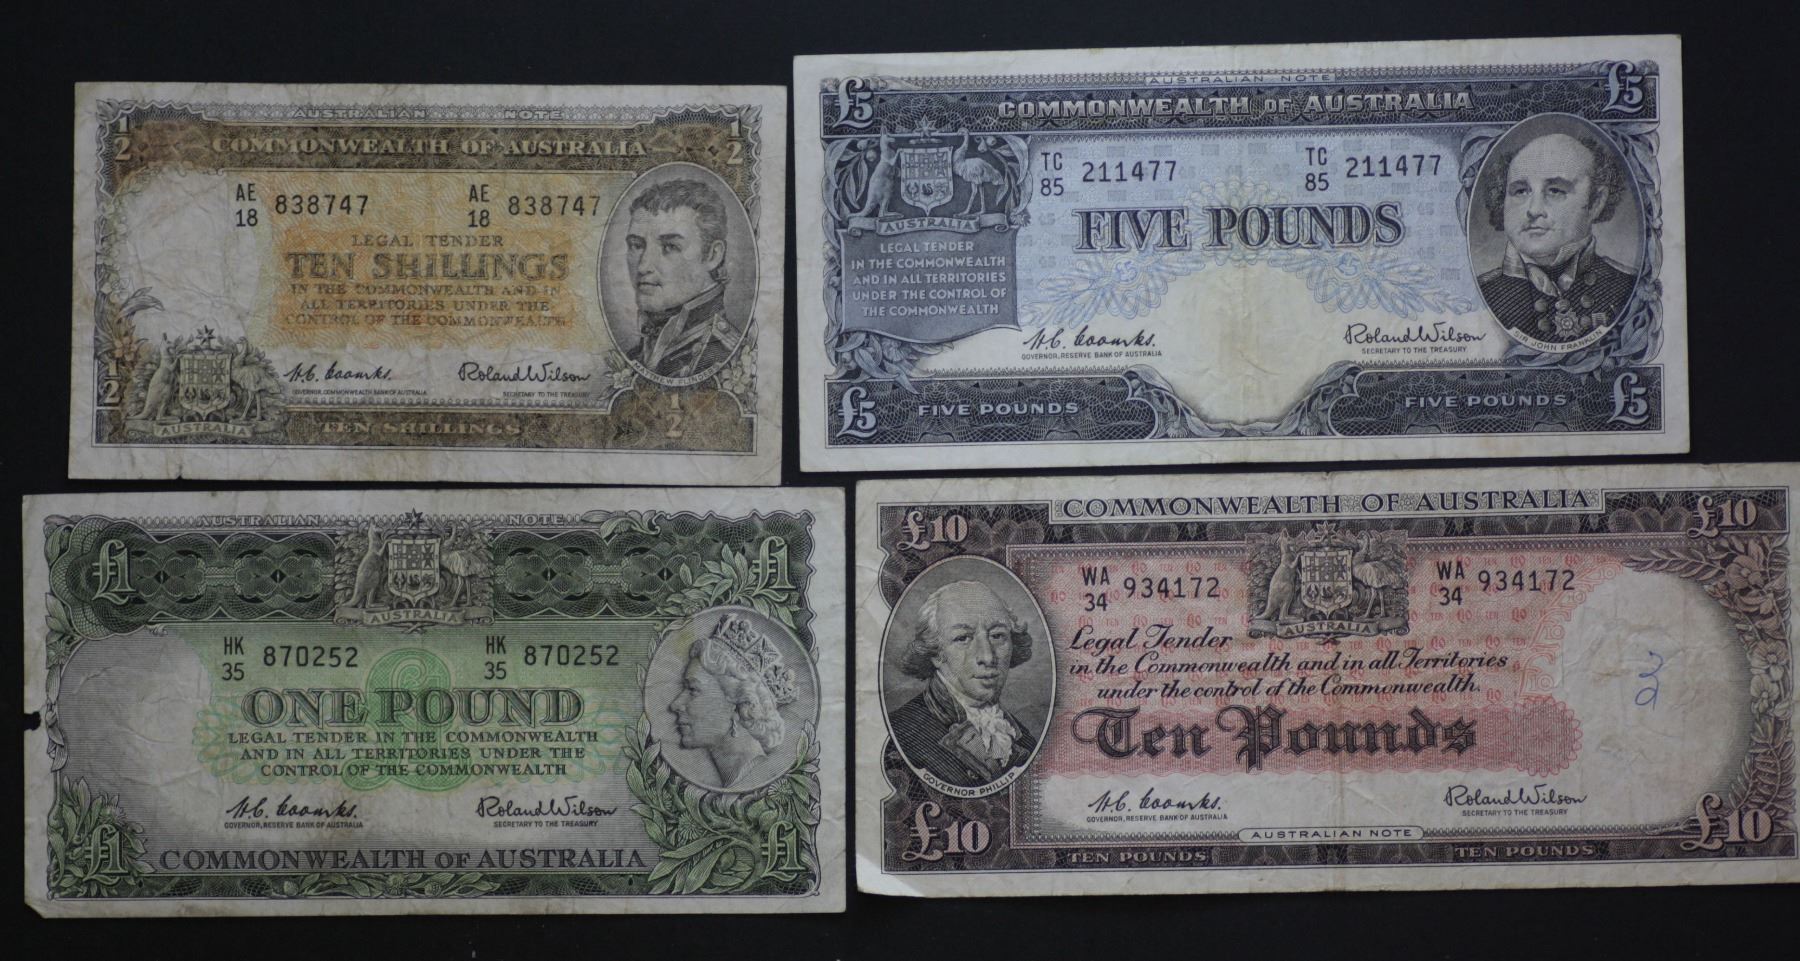 AUSTRALIAN NOTE
1/2 1/2
COMMONWEALTH OF AUSTRALIA
AE 18 838747 AE 18 838747
LEGAL TENDER
TEN SHILLINGS
IN THE COMMONWEALTH AND IN
ALL TERRITORIES UNDER THE
CONTROL OF THE COMMONWEALTH
MATTHEW FLINDERS
H.C. Coombs. Roland Wilson
GOVERNOR, COMMONWEALTH BANK OF AUSTRALIA SECRETARY TO THE TREASURY
1/2 1/2
AUSTRALIA
TEN SHILLINGS
AUSTRALIAN NOTE
£5 £5
COMMONWEALTH OF AUSTRALIA
TC 85 211477 TC 85 211477
AUSTRALIA
FIVE POUNDS
LEGAL TENDER
IN THE COMMONWEALTH
AND IN ALL TERRITORIES
UNDER THE CONTROL OF
THE COMMONWEALTH
SIR JOHN FRANKLIN
H.C. Coombs. Roland Wilson
GOVERNOR, RESERVE BANK OF AUSTRALIA SECRETARY TO THE TREASURY
£5 FIVE POUNDS FIVE POUNDS £5
AUSTRALIAN NOTE
£1 £1
AUSTRALIA
HK 35 870252 HK 35 870252
ONE POUND
LEGAL TENDER IN THE COMMONWEALTH
AND IN ALL TERRITORIES UNDER THE
CONTROL OF THE COMMONWEALTH
H.C. Coombs. Roland Wilson
GOVERNOR, RESERVE BANK OF AUSTRALIA SECRETARY TO THE TREASURY
£1 COMMONWEALTH OF AUSTRALIA £1
COMMONWEALTH OF AUSTRALIA
£10 £10
WA 34 934172 WA 34 934172
AUSTRALIA
Legal Tender
in the Commonwealth and in all Territories
under the control of the Commonwealth.
Ten Pounds
GOVERNOR PHILLIP
H.C. Coombs. Roland Wilson
GOVERNOR, RESERVE BANK OF AUSTRALIA SECRETARY TO THE TREASURY
£10 AUSTRALIAN NOTE £10
TEN POUNDS TEN POUNDS